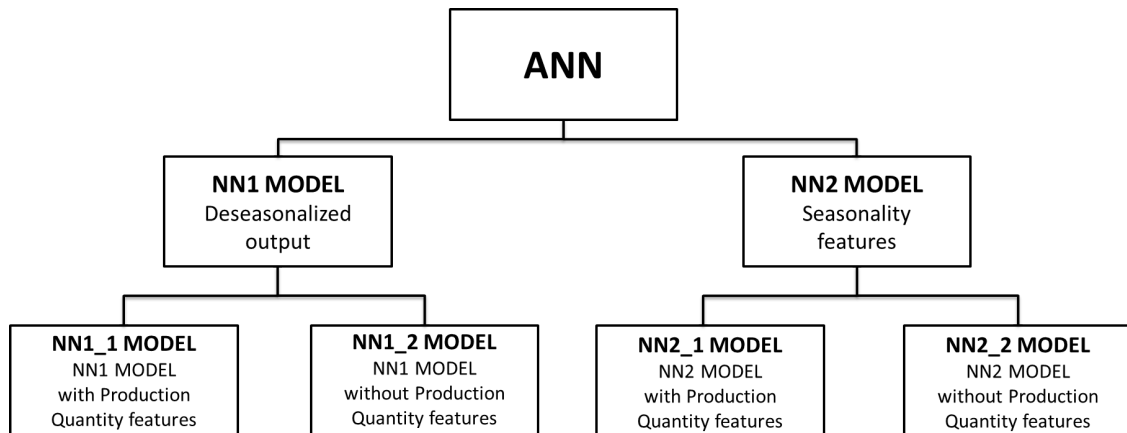 ANN
NN1 MODEL
Deseasonalized
output
NN2 MODEL
Seasonality
features
NN1_1 MODEL
NN1 MODEL
with Production
Quantity features
NN1_2 MODEL
NN1 MODEL
without Production
Quantity features
NN2_1 MODEL
NN2 MODEL
with Production
Quantity features
NN2_2 MODEL
NN2 MODEL
without Production
Quantity features